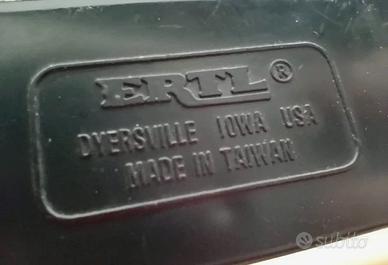 ERTL®
DYERSVILLE IOWA USA
MADE IN TAIWAN
subito